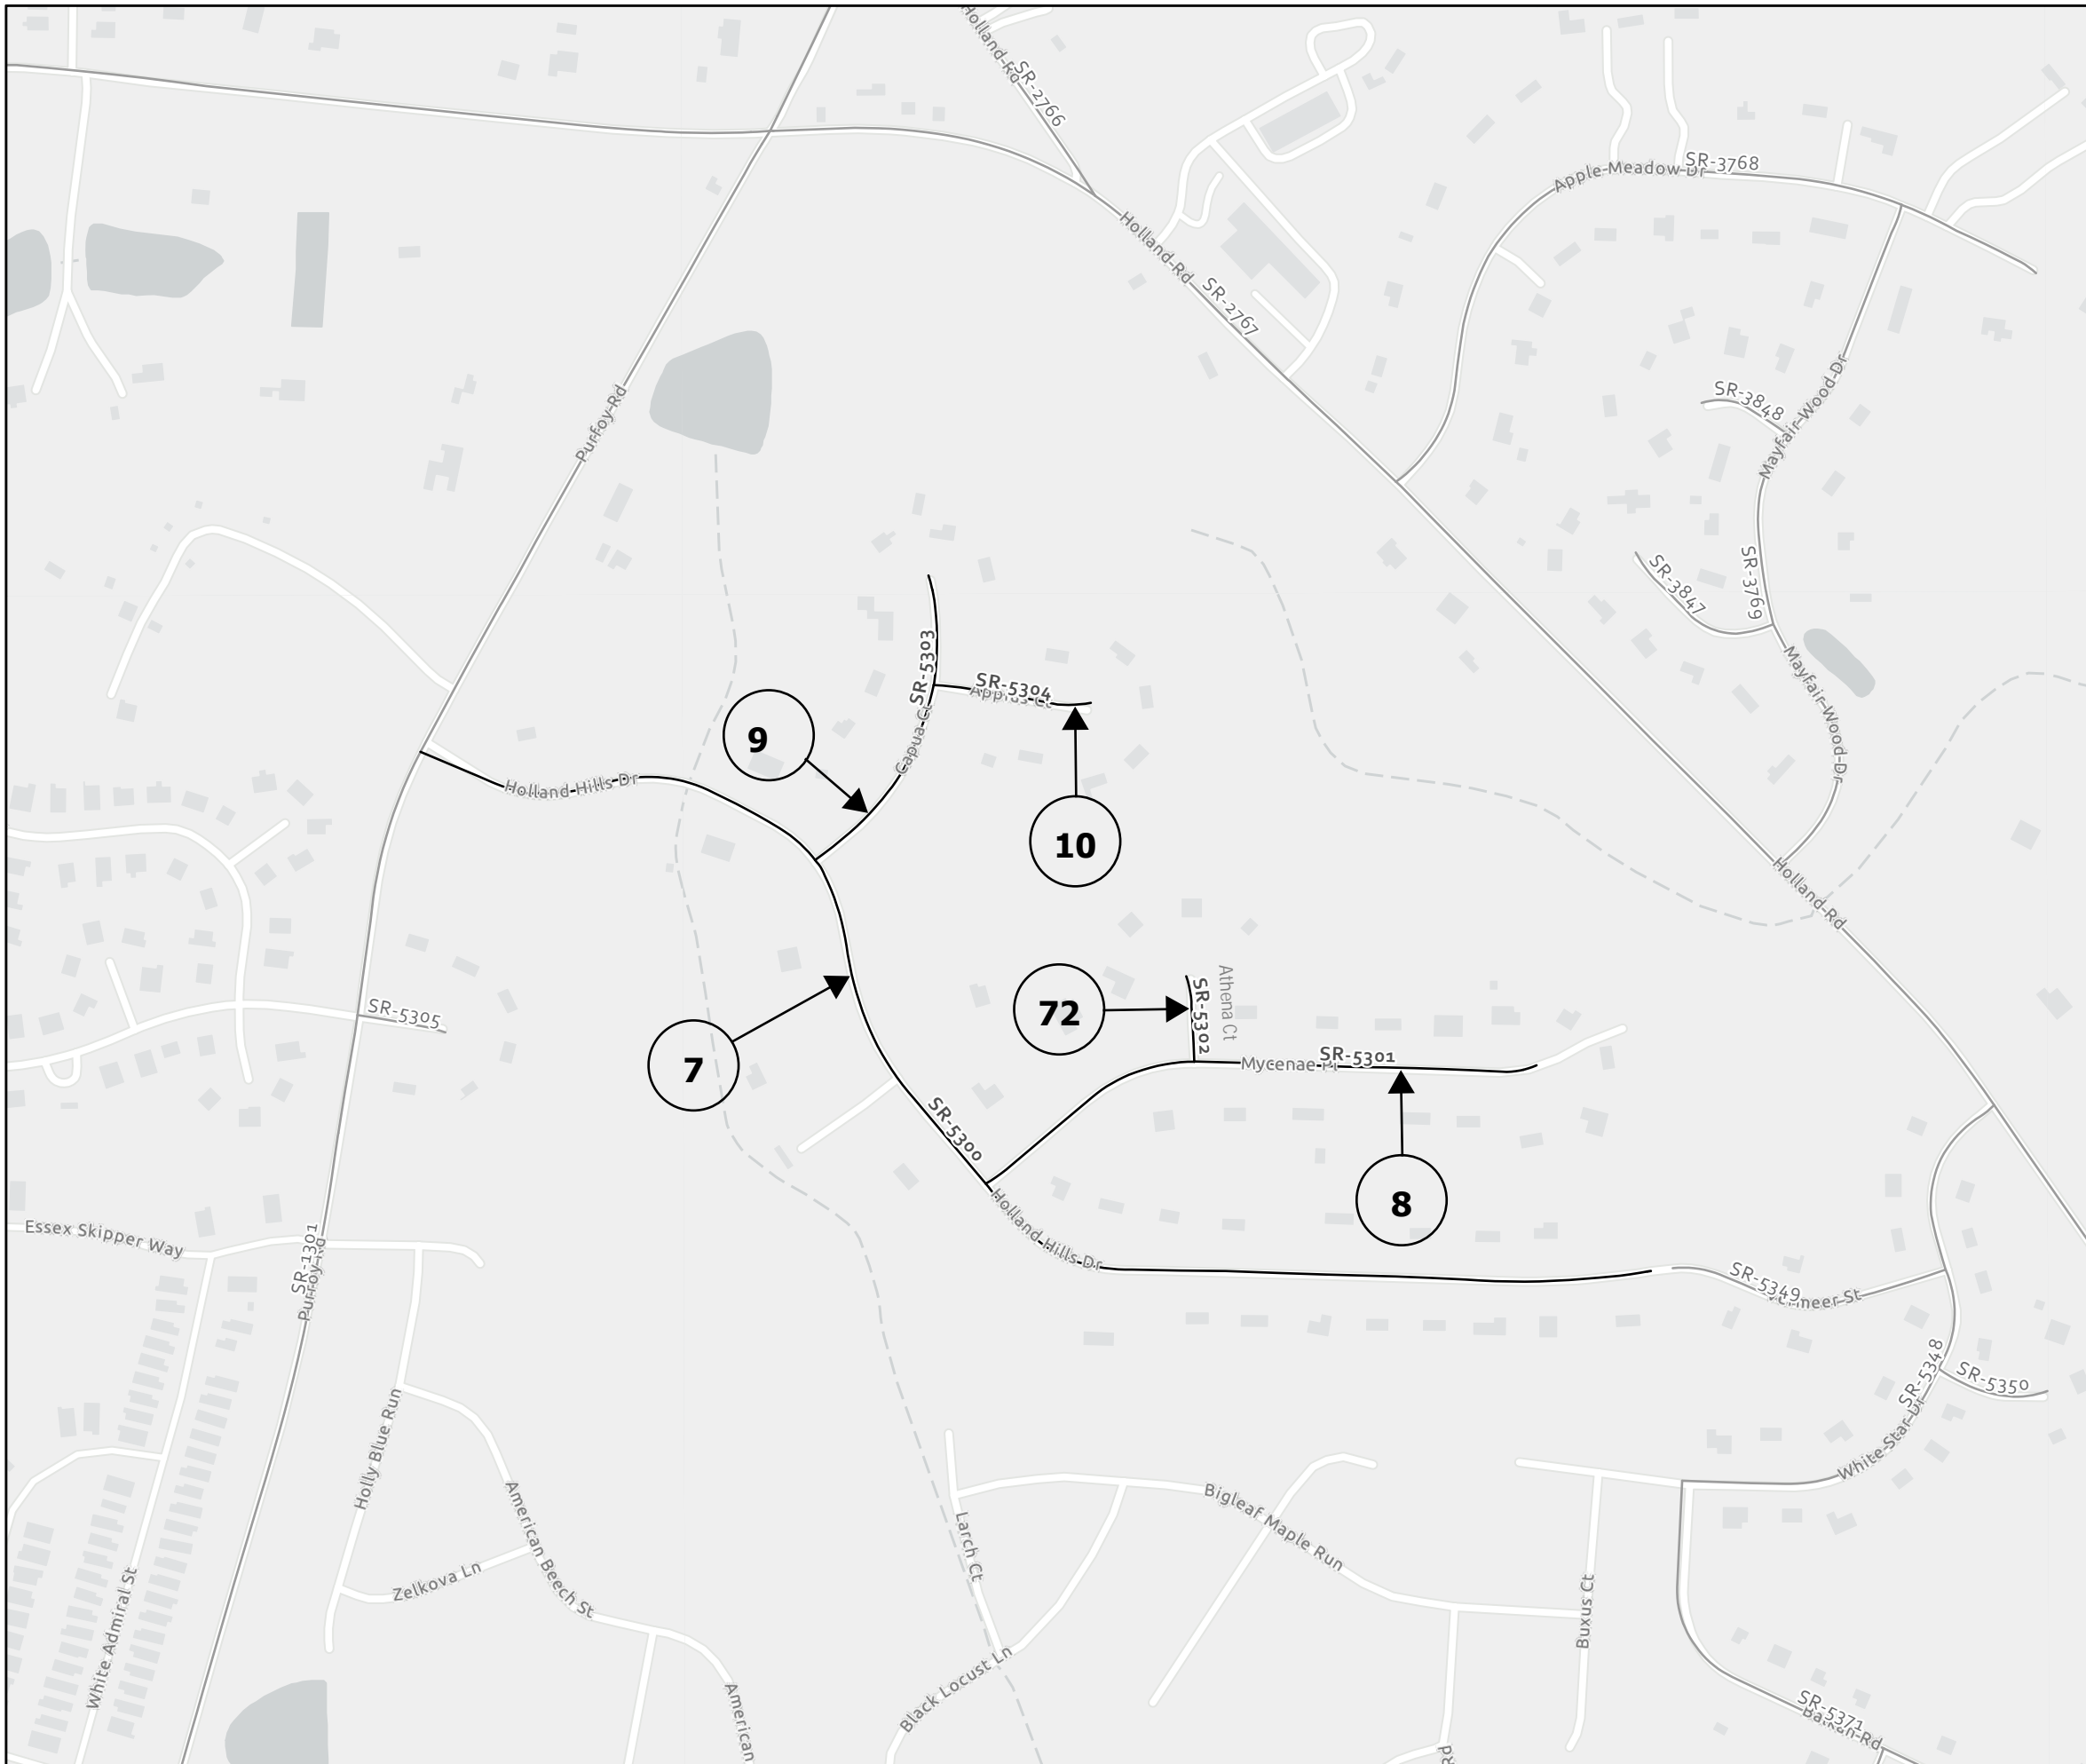 Holland-Rd
SR-2766
Apple-Meadow Dr
SR-3768
Holland-Rd
SR-2767
Purfoy-Rd
SR-3848
Mayfair-Wood-Dr
SR-3847
SR-3769
SR-5303
SR-5304
Mayfair-Wood-Dr
Capua-Ct
9
Holland-Hills-Dr
10
Holland-Rd
SR-5305
72
SR-5302
Athena Ct
7
Mycenae-Pl
SR-5301
SR-5300
8
Essex Skipper Way
Holland-Hills-Dr
SR-1301
Purfoy-Rd
SR-5349
Vermeer St
SR-5348
SR-5350
White-Star-Dr
Holly Blue Run
American Beech St
Bigleaf Maple Run
Larch Ct
Zelkova Ln
Buxus Ct
White Admiral St
Black Locust Ln
American
SR-5371
Balkan-Rd
Rd